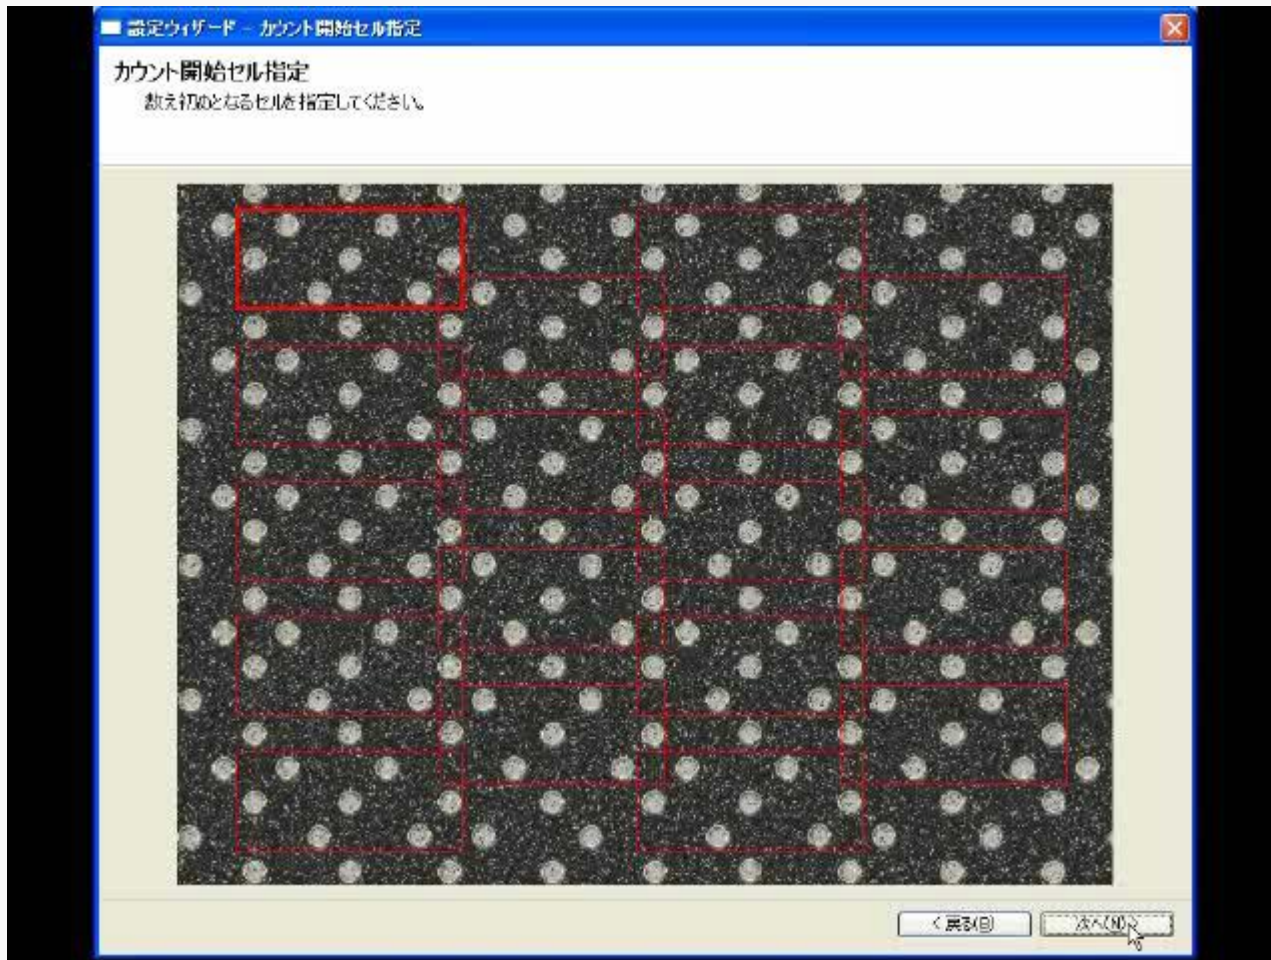 設定ウィザード - カウント開始セル指定
カウント開始セル指定
数え初めとなるセルを指定してください。
< 戻る(B)
次へ(N) >